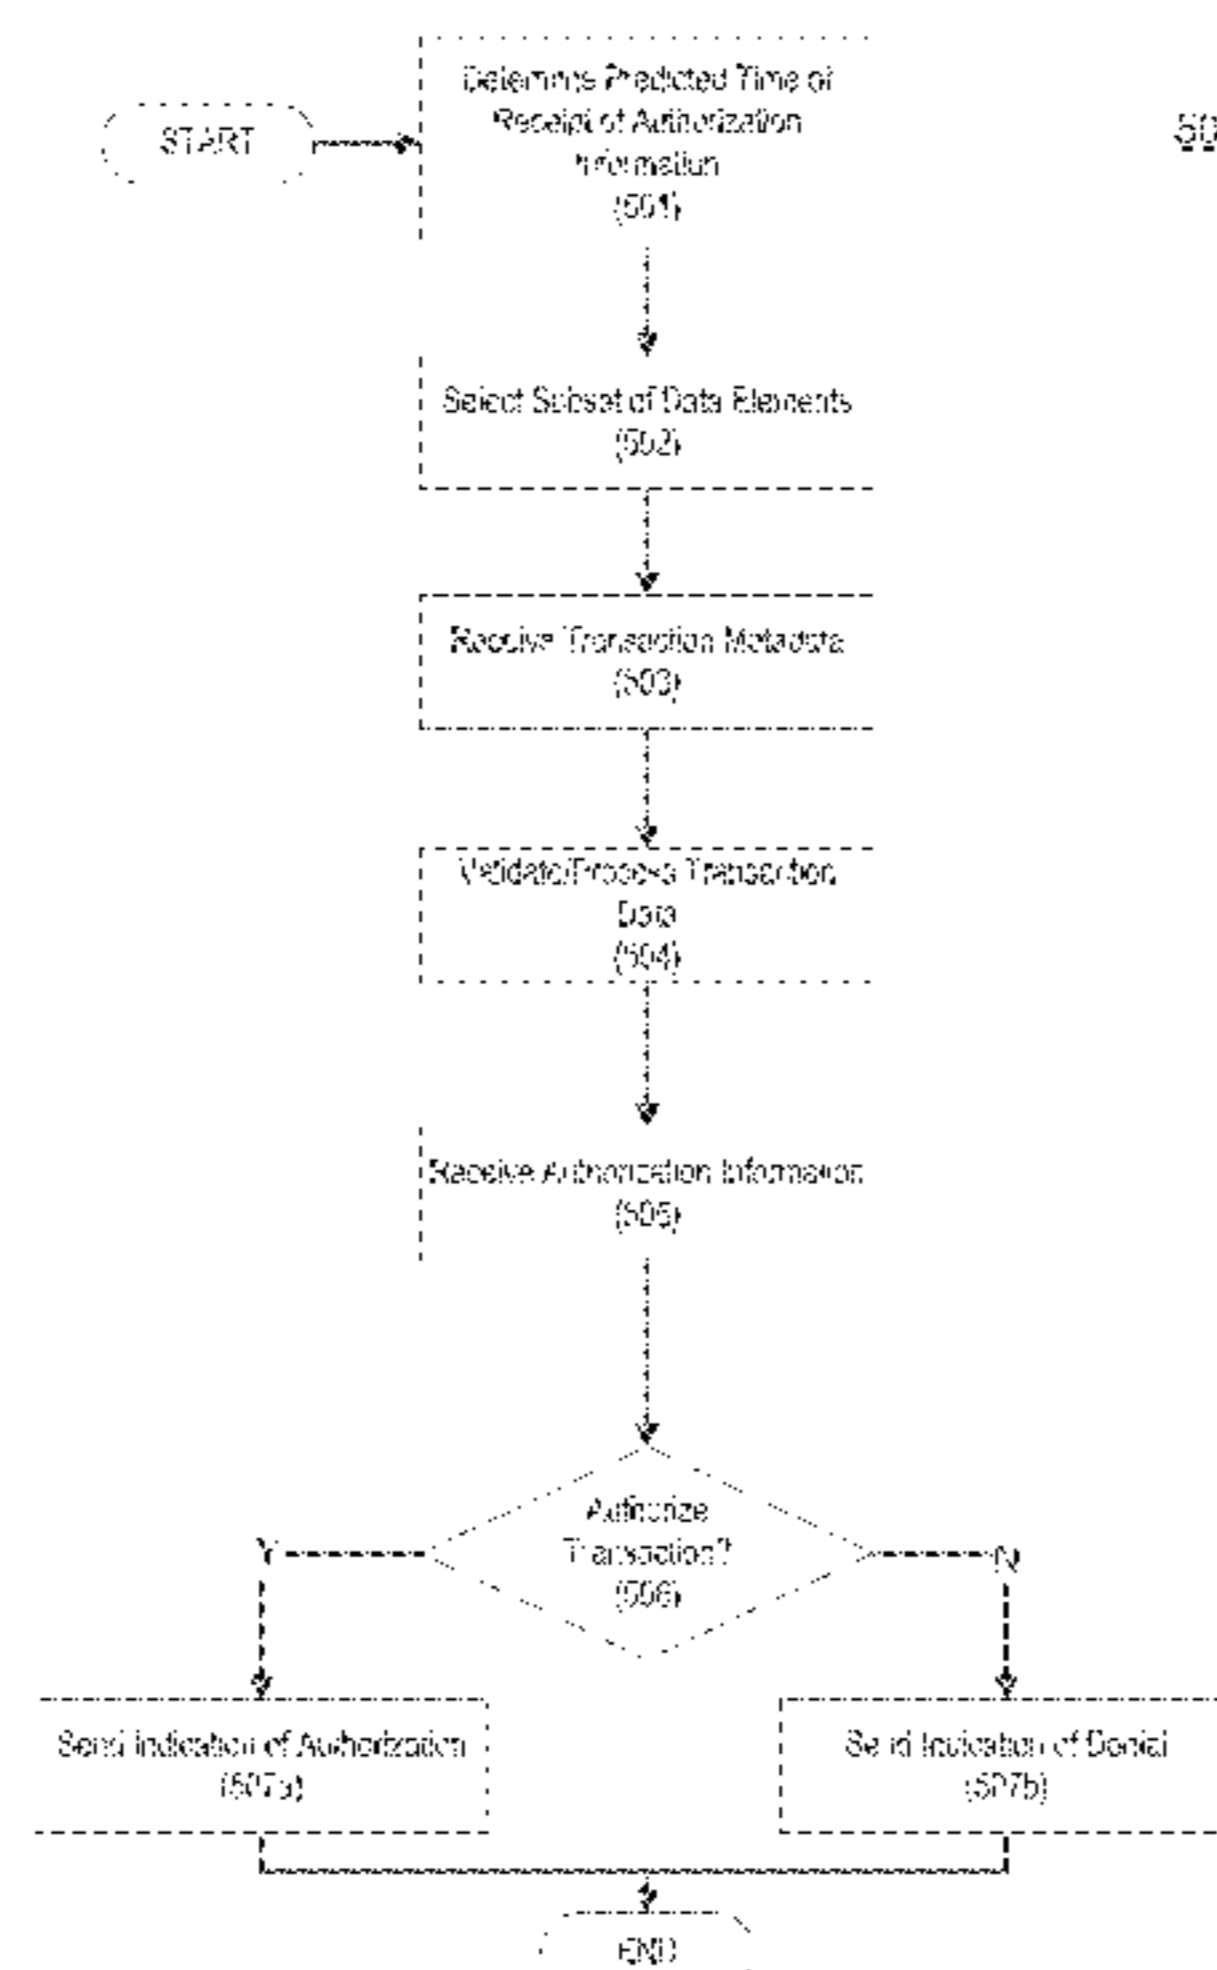 START
Determine Predicted Time of
Receipt of Authorization
Information
(501)
50
Select Subset of Data Elements
(502)
Receive Transaction Metadata
(503)
Validate/Process Transaction
Data
(504)
Receive Authorization Information
(505)
Authorize
Transaction?
(506)
Y
N
Send Indication of Authorization
(507a)
Send Indication of Denial
(507b)
END